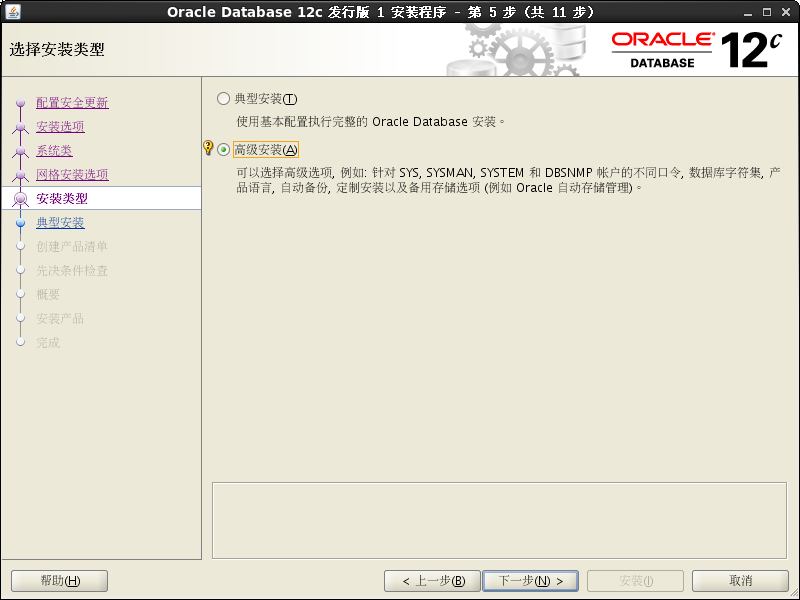 Oracle Database 12c 发行版 1 安装程序 - 第 5 步 (共 11 步)
选择安装类型
ORACLE
DATABASE
12c
配置安全更新
安装选项
系统类
网格安装选项
安装类型
典型安装
创建产品清单
先决条件检查
概要
安装产品
完成
典型安装(T)
使用基本配置执行完整的 Oracle Database 安装。
高级安装(A)
可以选择高级选项, 例如: 针对 SYS, SYSMAN, SYSTEM 和 DBSNMP 帐户的不同口令, 数据库字符集, 产
品语言, 自动备份, 定制安装以及备用存储选项 (例如 Oracle 自动存储管理)。
帮助(H)
< 上一步(B)
下一步(N) >
安装(I)
取消